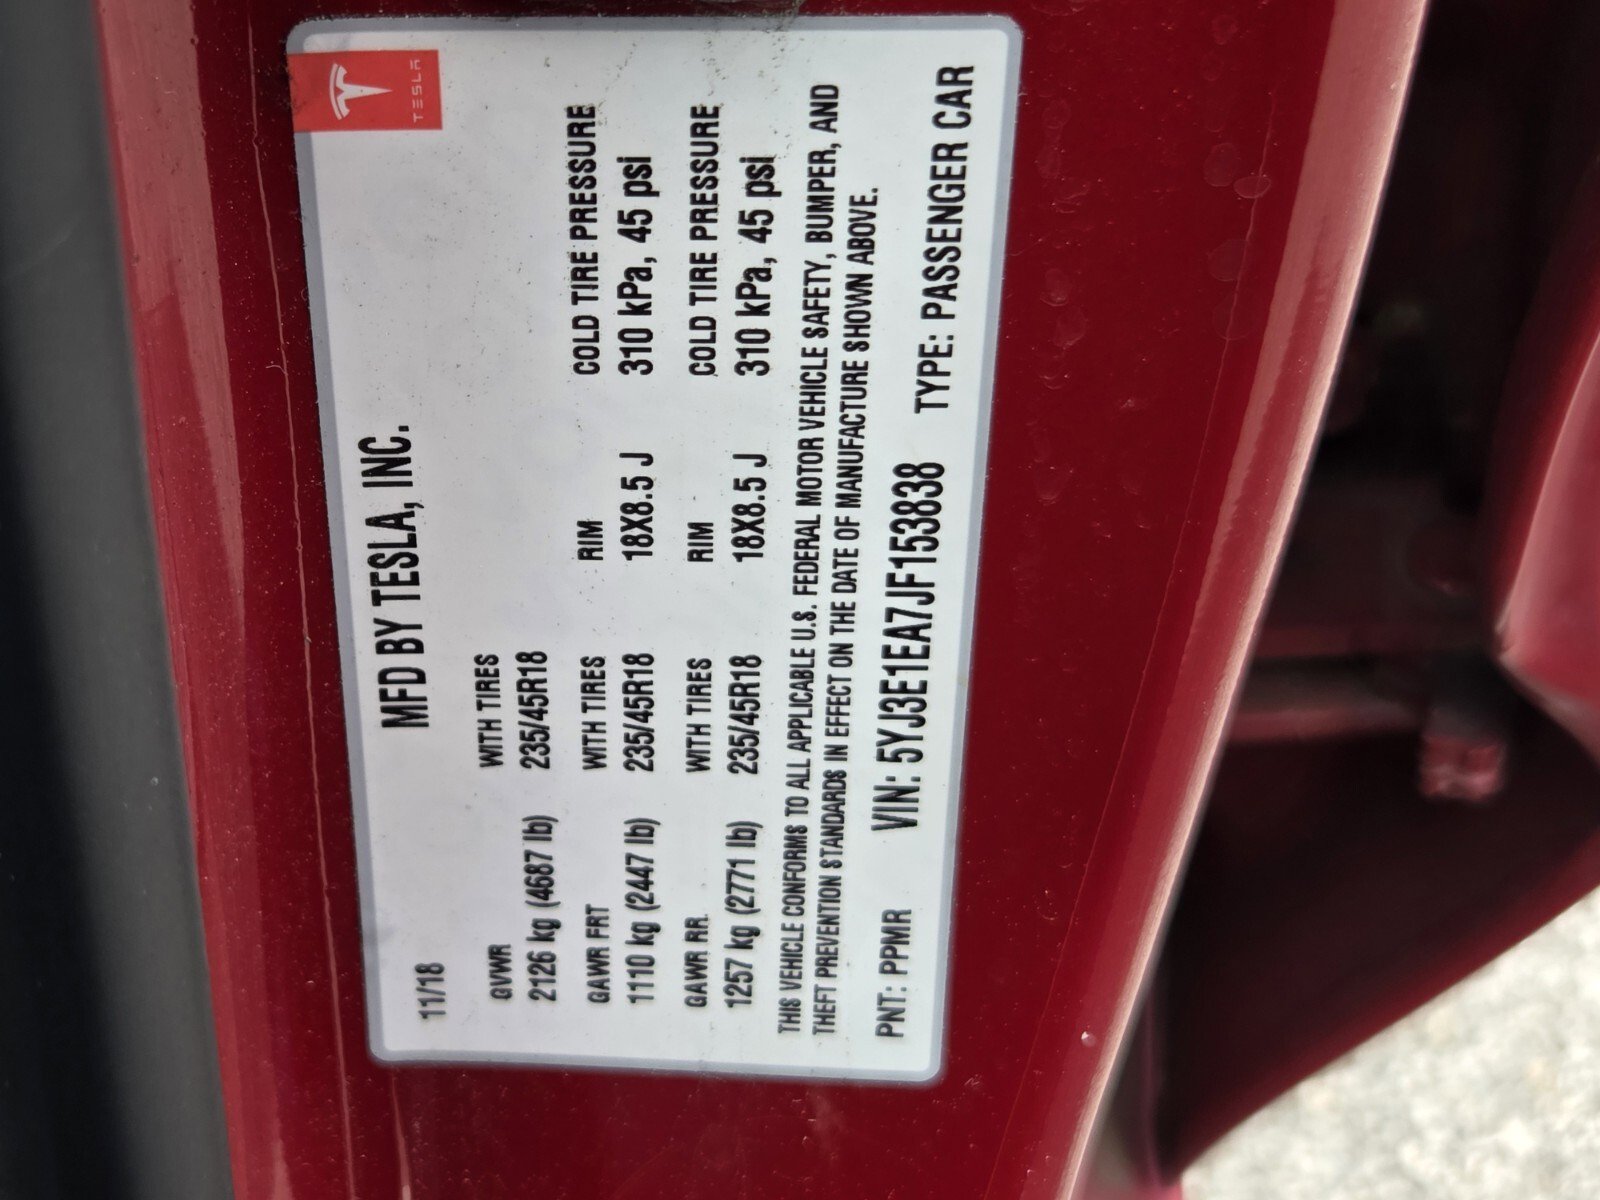 TESLA
MFD BY TESLA, INC.
11/18
GVWR WITH TIRES
2126 kg (4687 lb) 235/45R18
GAWR FRT WITH TIRES RIM COLD TIRE PRESSURE
1110 kg (2447 lb) 235/45R18 18X8.5 J 310 kPa, 45 psi
GAWR RR. WITH TIRES RIM COLD TIRE PRESSURE
1257 kg (2771 lb) 235/45R18 18X8.5 J 310 kPa, 45 psi
THIS VEHICLE CONFORMS TO ALL APPLICABLE U.S. FEDERAL MOTOR VEHICLE SAFETY, BUMPER, AND
THEFT PREVENTION STANDARDS IN EFFECT ON THE DATE OF MANUFACTURE SHOWN ABOVE.
PNT: PPMR VIN: 5YJ3E1EA7JF153838 TYPE: PASSENGER CAR